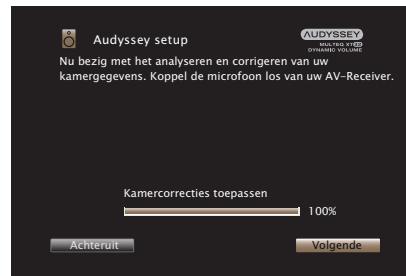 Audyssey setup
AUDYSSEY
MULTEQ XT32
DYNAMIC VOLUME
Nu bezig met het analyseren en corrigeren van uw
kamergegevens. Koppel de microfoon los van uw AV-Receiver.
Kamercorrecties toepassen
100%
Achteruit
Volgende